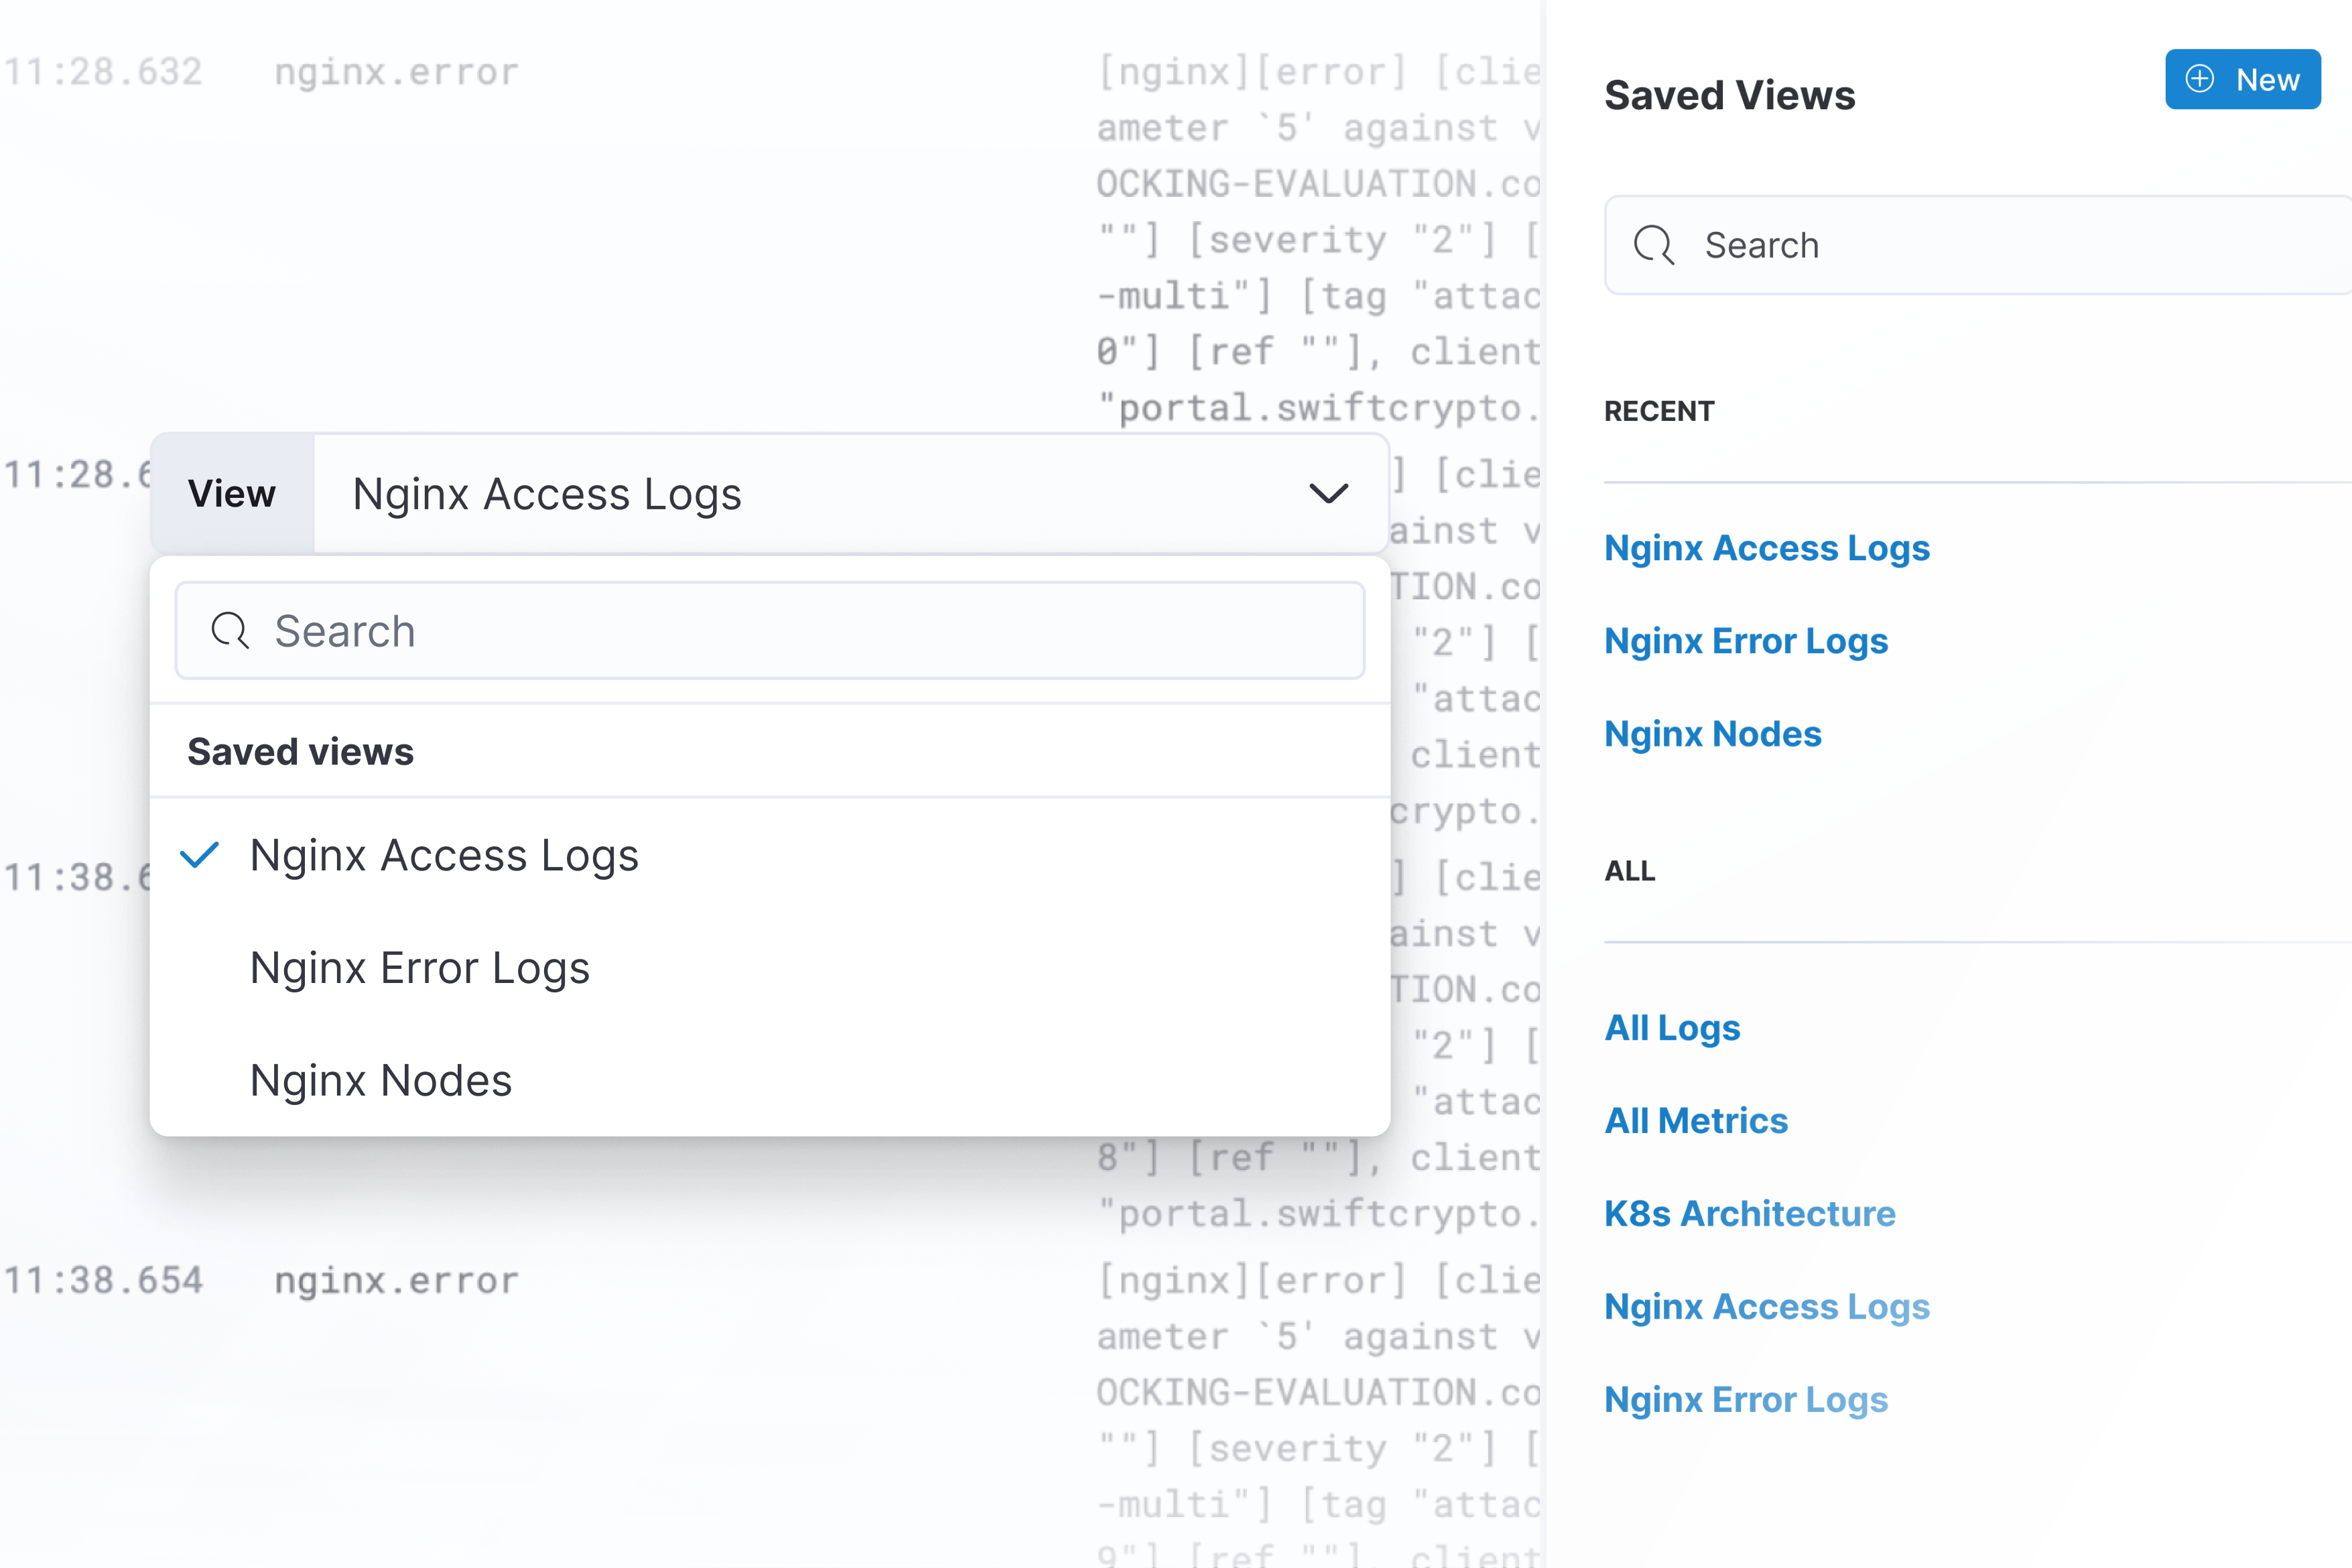 11:28.632 nginx.error [nginx][error] [clie
ameter `5' against v
OCKING-EVALUATION.co
""] [severity "2"] [
-multi"] [tag "attac
0"] [ref ""], client
"portal.swiftcrypto.
11:28.6 ] [clie
ainst v
TION.co
"2"] [
"attac
client
crypto.
11:38.6 ] [clie
ainst v
TION.co
"2"] [
"attac
8"] [ref ""], client
"portal.swiftcrypto.
11:38.654 nginx.error [nginx][error] [clie
ameter `5' against v
OCKING-EVALUATION.co
""] [severity "2"] [
-multi"] [tag "attac
9"] [ref ""], client
View Nginx Access Logs
Search
Saved views
Nginx Access Logs
Nginx Error Logs
Nginx Nodes
Saved Views
New
Search
RECENT
Nginx Access Logs
Nginx Error Logs
Nginx Nodes
ALL
All Logs
All Metrics
K8s Architecture
Nginx Access Logs
Nginx Error Logs